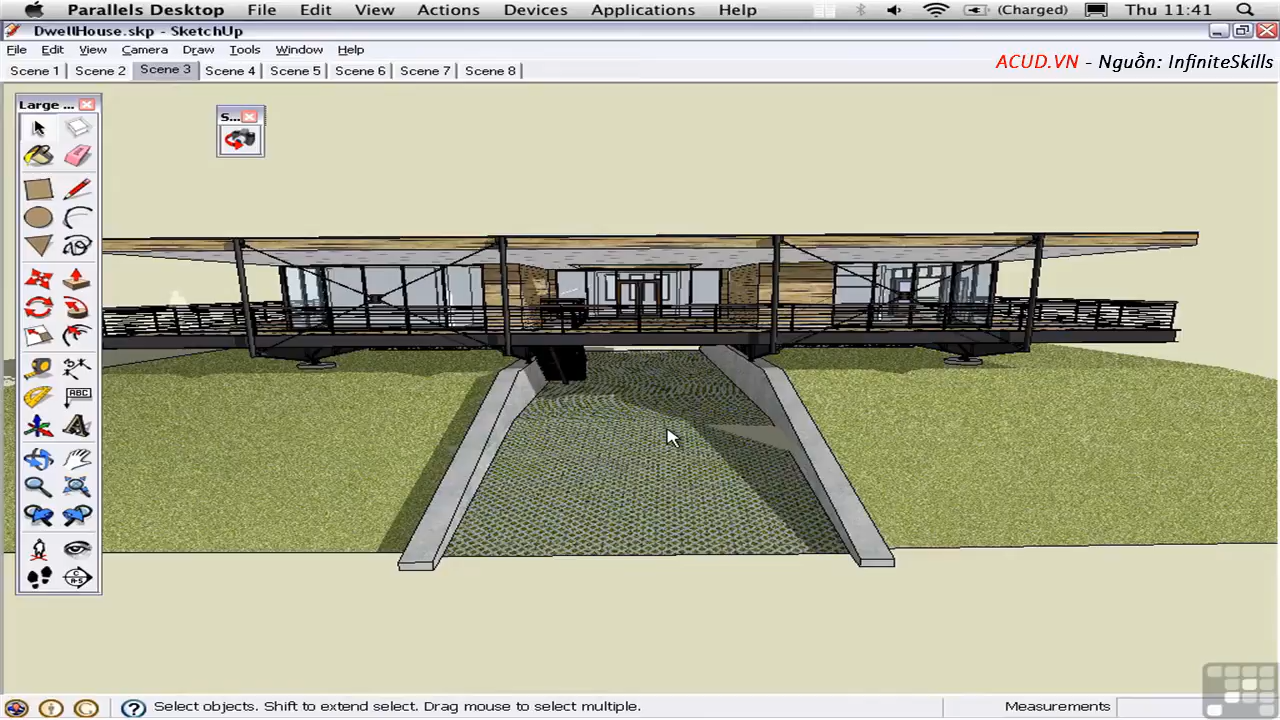 Parallels Desktop File Edit View Actions Devices Applications Help (Charged) Thu 11:41
DwellHouse.skp - SketchUp
File Edit View Camera Draw Tools Window Help
ACUD.VN - Nguồn: InfiniteSkills
Scene 1 Scene 2 Scene 3 Scene 4 Scene 5 Scene 6 Scene 7 Scene 8
Large ...
S...
ABC
A
C
A-S
Select objects. Shift to extend select. Drag mouse to select multiple. Measurements